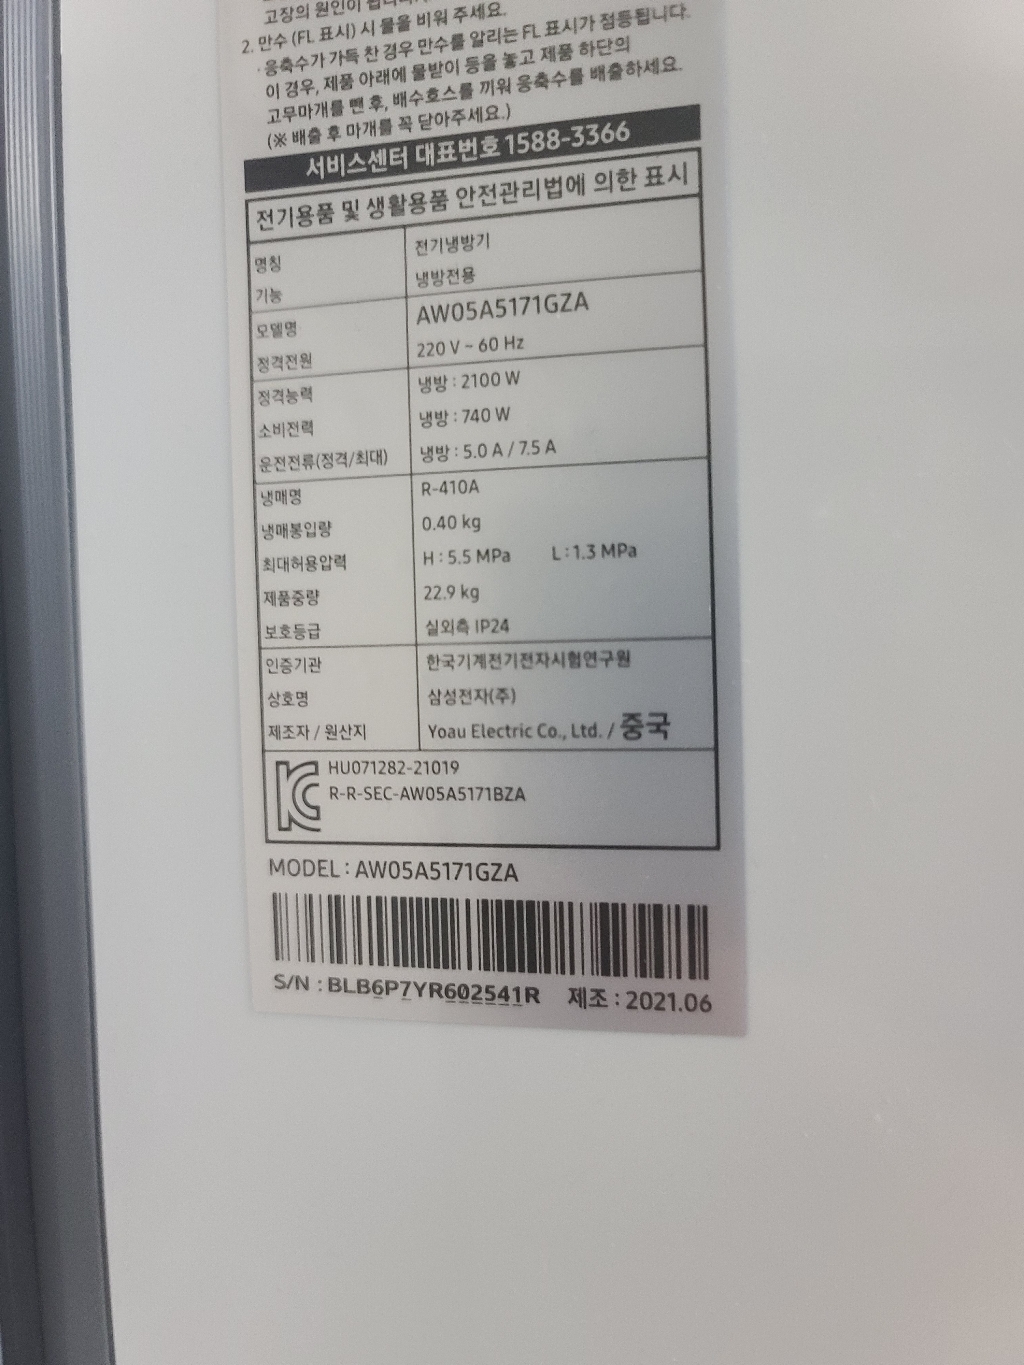 고장의 원인이
2. 만수 (FL 표시) 시 물을 비워 주세요.
· 응축수가 가득 찬 경우 만수를 알리는 FL 표시가 점등됩니다.
이 경우, 제품 아래에 물받이 등을 놓고 제품 하단의
고무마개를 뺀 후, 배수호스를 끼워 응축수를 배출하세요.
(※ 배출 후 마개를 꼭 닫아주세요.)
서비스센터 대표번호 1588-3366
전기용품 및 생활용품 안전관리법에 의한 표시
명칭 전기냉방기
기능 냉방전용
모델명 AW05A5171GZA
정격전원 220 V ~ 60 Hz
정격능력 냉방 : 2100 W
소비전력 냉방 : 740 W
운전전류(정격/최대) 냉방 : 5.0 A / 7.5 A
냉매명 R-410A
냉매봉입량 0.40 kg
최대허용압력 H : 5.5 MPa L : 1.3 MPa
제품중량 22.9 kg
보호등급 실외측 IP24
인증기관 한국기계전기전자시험연구원
상호명 삼성전자(주)
제조자 / 원산지 Yoau Electric Co., Ltd. / 중국
HU071282-21019
R-R-SEC-AW05A5171BZA
MODEL : AW05A5171GZA
S/N : BLB6P7YR602541R 제조 : 2021.06